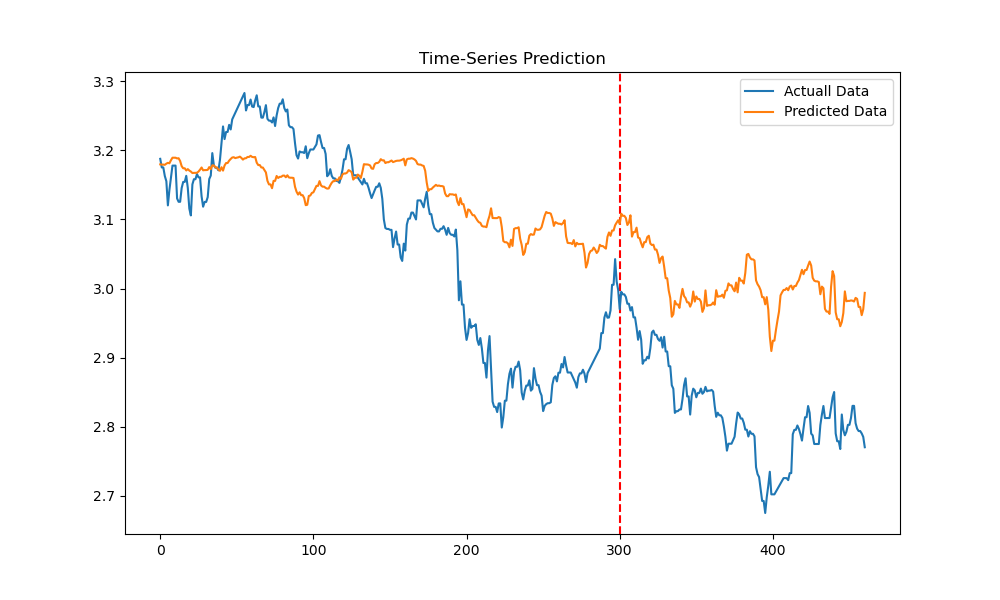 Time-Series Prediction
Actuall Data
Predicted Data
3.3
3.2
3.1
3.0
2.9
2.8
2.7
0 100 200 300 400